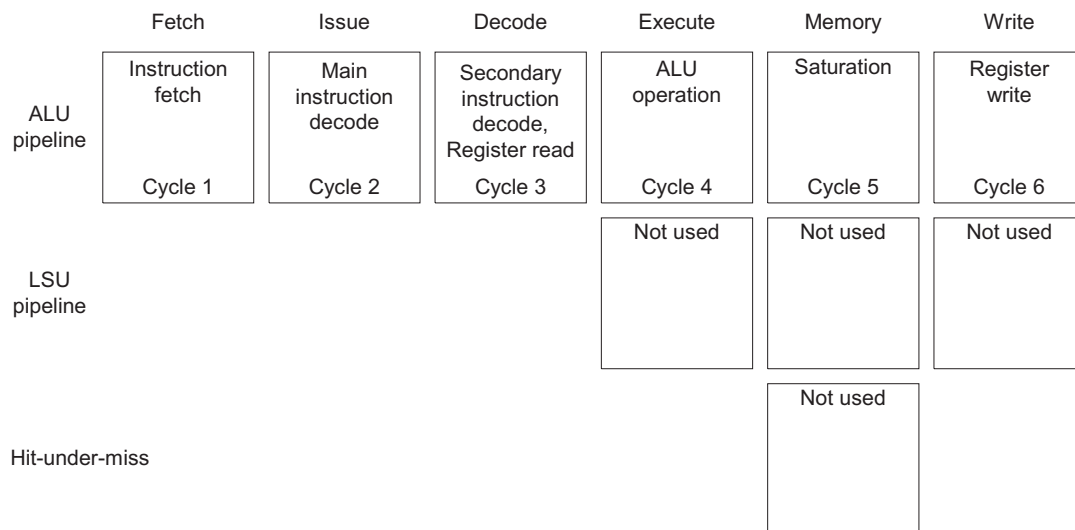 Fetch Issue Decode Execute Memory Write
ALU
pipeline
Instruction
fetch
Cycle 1
Main
instruction
decode
Cycle 2
Secondary
instruction
decode,
Register read
Cycle 3
ALU
operation
Cycle 4
Saturation
Cycle 5
Register
write
Cycle 6
LSU
pipeline
Not used
Not used
Not used
Hit-under-miss
Not used